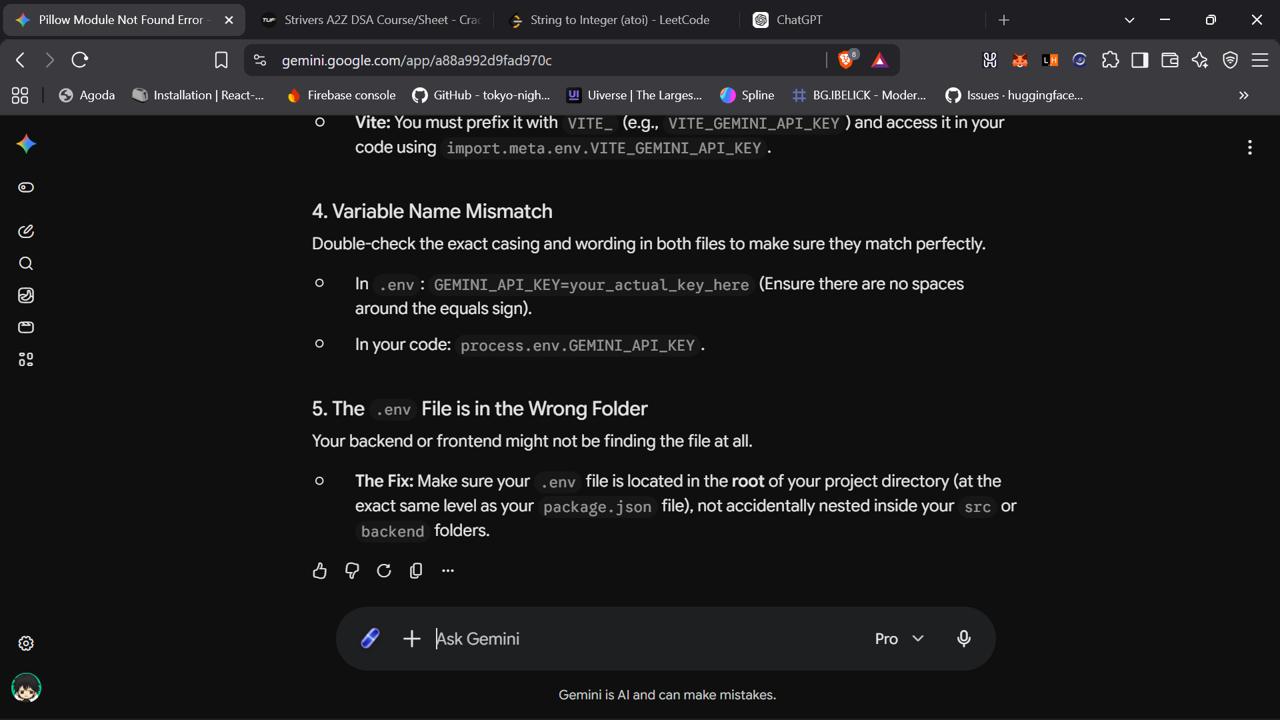 Pillow Module Not Found Error -
Strivers A2Z DSA Course/Sheet - Crac
String to Integer (atoi) - LeetCode
ChatGPT
gemini.google.com/app/a88a992d9fad970c
8
Agoda
Installation | React-...
Firebase console
GitHub - tokyo-nigh...
UI
Uiverse | The Larges...
Spline
BG.IBELICK - Moder...
Issues · huggingface...
Vite: You must prefix it with VITE_ (e.g., VITE_GEMINI_API_KEY ) and access it in your
code using import.meta.env.VITE_GEMINI_API_KEY .
4. Variable Name Mismatch
Double-check the exact casing and wording in both files to make sure they match perfectly.
In .env : GEMINI_API_KEY=your_actual_key_here (Ensure there are no spaces
around the equals sign).
In your code: process.env.GEMINI_API_KEY .
5. The .env File is in the Wrong Folder
Your backend or frontend might not be finding the file at all.
The Fix: Make sure your .env file is located in the root of your project directory (at the
exact same level as your package.json file), not accidentally nested inside your src or
backend folders.
Ask Gemini
Pro
Gemini is AI and can make mistakes.